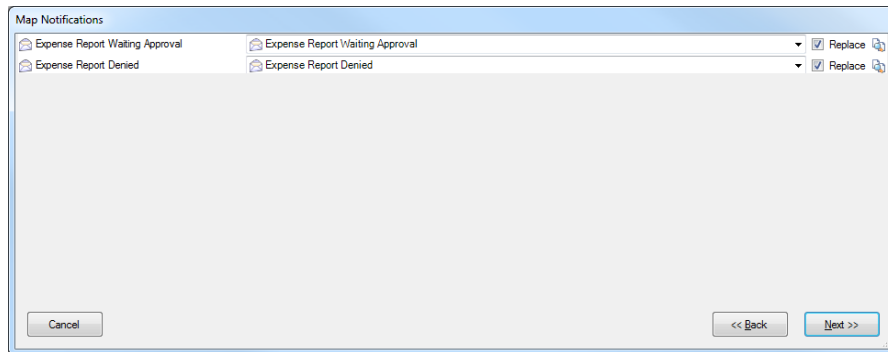 Map Notifications
Expense Report Waiting Approval Expense Report Waiting Approval Replace
Expense Report Denied Expense Report Denied Replace
Cancel << Back Next >>